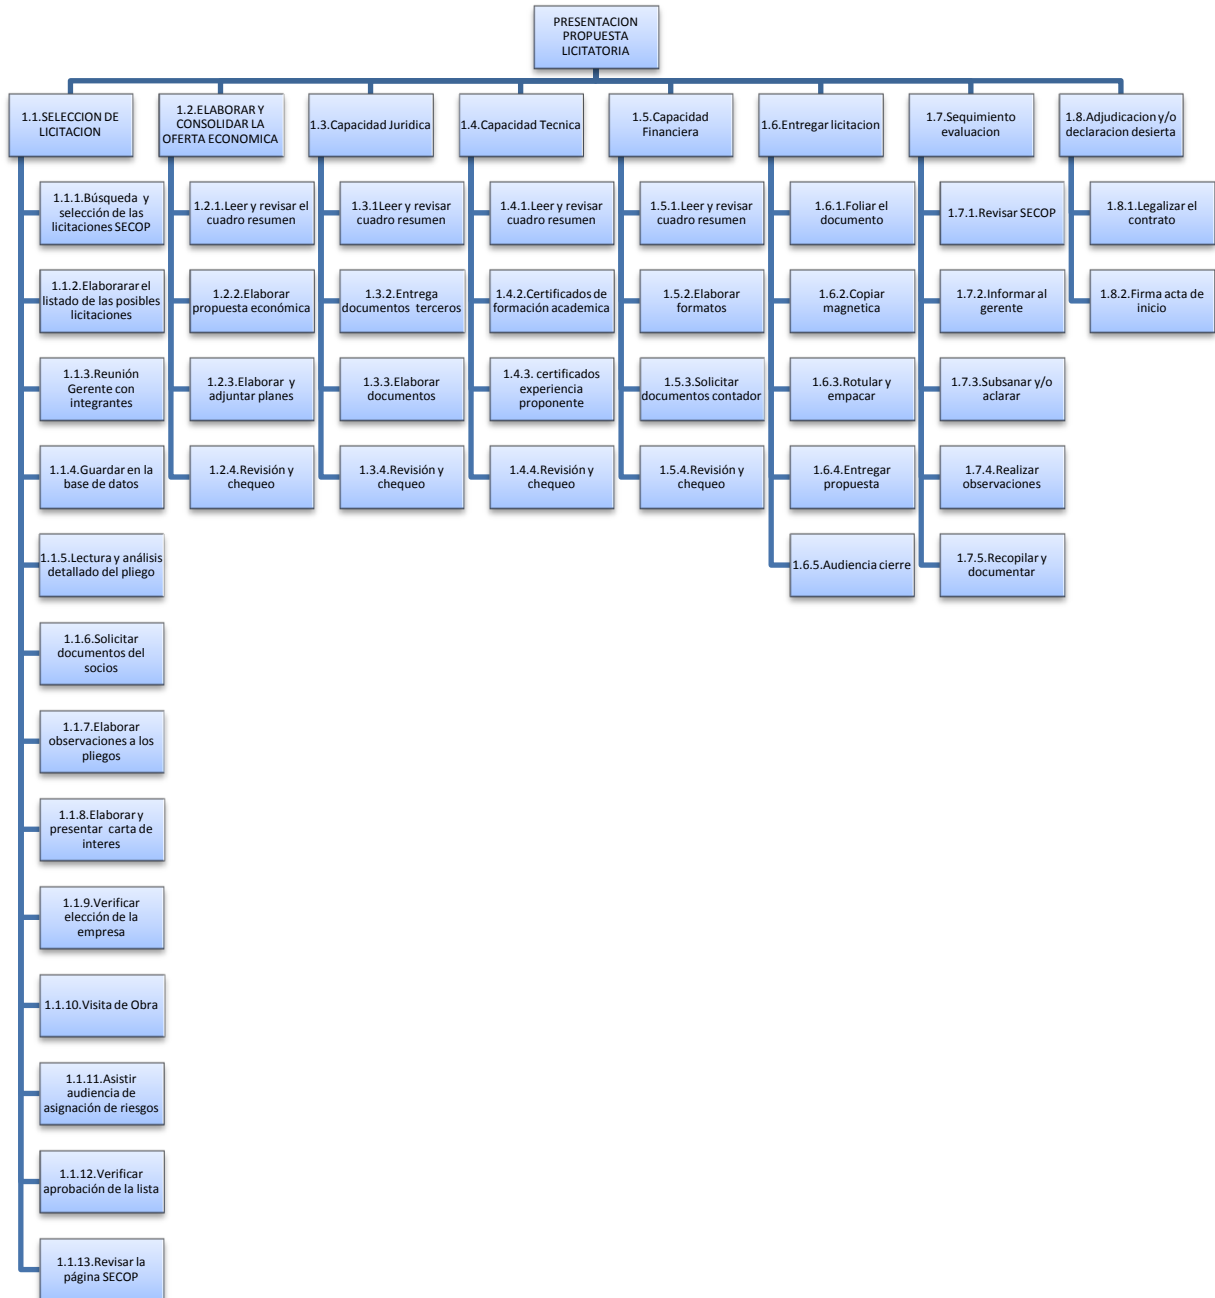 PRESENTACION
PROPUESTA
LICITATORIA
1.1.SELECCION DE
LICITACION
1.2.ELABORAR Y
CONSOLIDAR LA
OFERTA ECONOMICA
1.3.Capacidad Juridica
1.4.Capacidad Tecnica
1.5.Capacidad
Financiera
1.6.Entregar licitacion
1.7.Sequimiento
evaluacion
1.8.Adjudicacion y/o
declaracion desierta
1.1.1.Búsqueda y
selección de las
licitaciones SECOP
1.1.2.Elaborarar el
listado de las posibles
licitaciones
1.1.3.Reunión
Gerente con
integrantes
1.1.4.Guardar en la
base de datos
1.1.5.Lectura y análisis
detallado del pliego
1.1.6.Solicitar
documentos del
socios
1.1.7.Elaborar
observaciones a los
pliegos
1.1.8.Elaborar y
presentar carta de
interes
1.1.9.Verificar
elección de la
empresa
1.1.10.Visita de Obra
1.1.11.Asistir
audiencia de
asignación de riesgos
1.1.12.Verificar
aprobación de la lista
1.1.13.Revisar la
página SECOP
1.2.1.Leer y revisar el
cuadro resumen
1.2.2.Elaborar
propuesta económica
1.2.3.Elaborar y
adjuntar planes
1.2.4.Revisión y
chequeo
1.3.1Leer y revisar
cuadro resumen
1.3.2.Entrega
documentos terceros
1.3.3.Elaborar
documentos
1.3.4.Revisión y
chequeo
1.4.1.Leer y revisar
cuadro resumen
1.4.2.Certificados de
formación academica
1.4.3. certificados
experiencia
proponente
1.4.4.Revisión y
chequeo
1.5.1.Leer y revisar
cuadro resumen
1.5.2.Elaborar
formatos
1.5.3.Solicitar
documentos contador
1.5.4.Revisión y
chequeo
1.6.1.Foliar el
documento
1.6.2.Copiar
magnetica
1.6.3.Rotular y
empacar
1.6.4.Entregar
propuesta
1.6.5.Audiencia cierre
1.7.1.Revisar SECOP
1.7.2.Informar al
gerente
1.7.3.Subsanar y/o
aclarar
1.7.4.Realizar
observaciones
1.7.5.Recopilar y
documentar
1.8.1.Legalizar el
contrato
1.8.2.Firma acta de
inicio